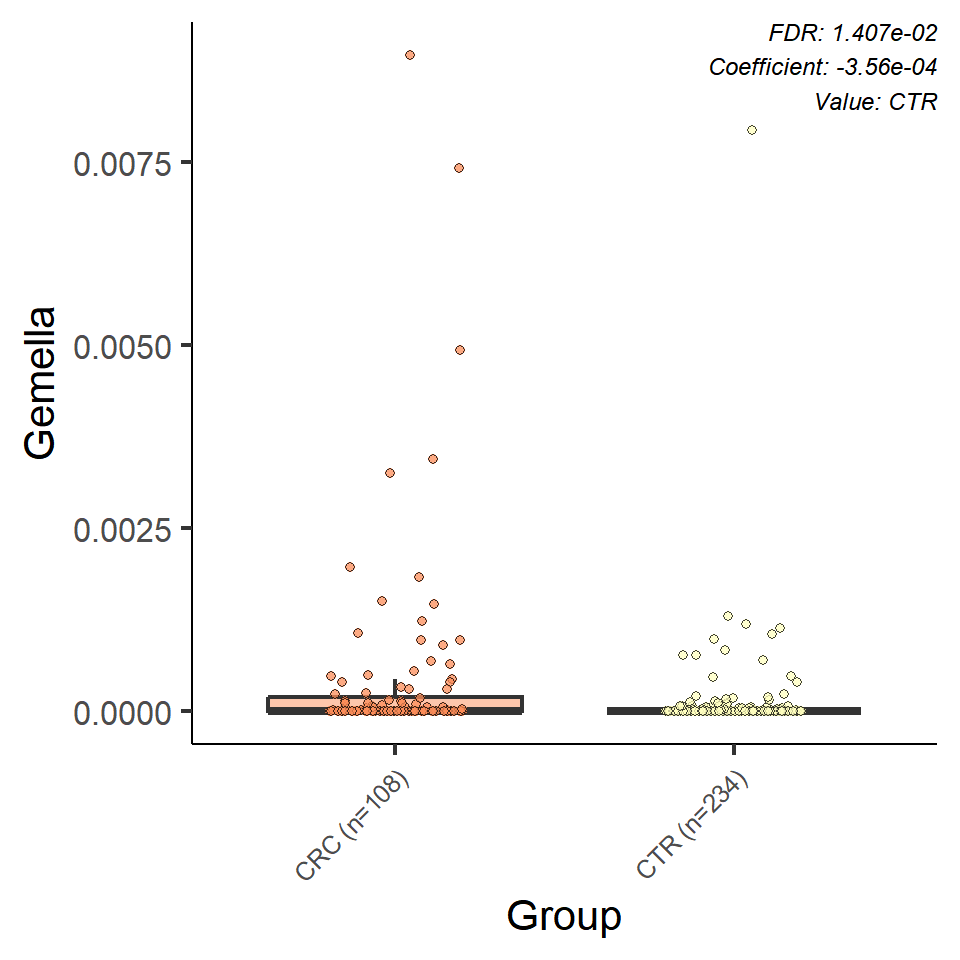 FDR: 1.407e-02
Coefficient: -3.56e-04
Value: CTR
0.0075
0.0050
0.0025
0.0000
Gemella
CRC (n=108)
CTR (n=234)
Group